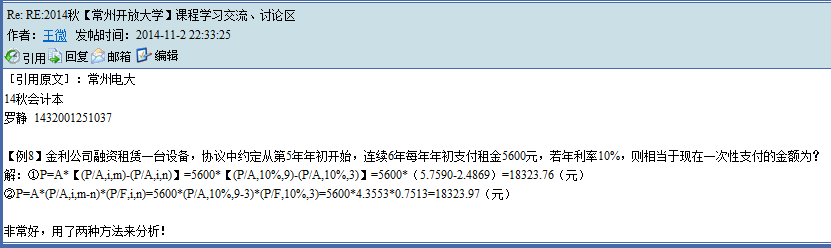 Re: RE:2014秋【常州开放大学】课程学习交流、讨论区
作者：王微 发帖时间：2014-11-2 22:33:25
引用 回复 邮箱 编辑
［引用原文］：常州电大
14秋会计本
罗静 1432001251037
【例8】金利公司融资租赁一台设备，协议中约定从第5年年初开始，连续6年每年年初支付租金5600元，若年利率10%，则相当于现在一次性支付的金额为?
解：①P=A*【(P/A,i,m)-(P/A,i,n)】=5600*【(P/A,10%,9)-(P/A,10%,3)】=5600*（5.7590-2.4869）=18323.76（元）
②P=A*(P/A,i,m-n)*(P/F,i,n)=5600*(P/A,10%,9-3)*(P/F,10%,3)=5600*4.3553*0.7513=18323.97（元）
非常好，用了两种方法来分析！